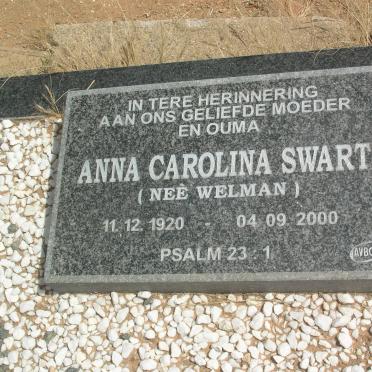 IN TERE HERINNERING
AAN ONS GELIEFDE MOEDER
EN OUMA
ANNA CAROLINA SWART
( NEE WELMAN )
11. 12. 1920 - 04. 09. 2000
PSALM 23 : 1